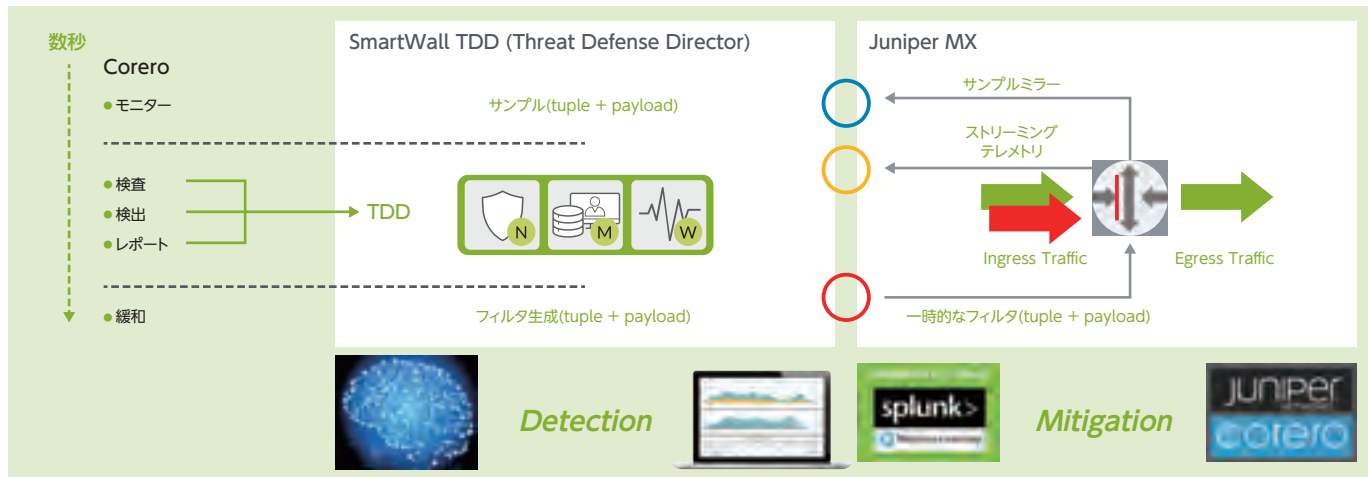 数秒
Corero
モニター
検査
検出
レポート
緩和
TDD
SmartWall TDD (Threat Defense Director)
サンプル(tuple + payload)
N
M
W
フィルタ生成(tuple + payload)
Juniper MX
サンプルミラー
ストリーミング
テレメトリ
Ingress Traffic
Egress Traffic
一時的なフィルタ(tuple + payload)
Detection
splunk>
Mitigation
JUNIPER
corero